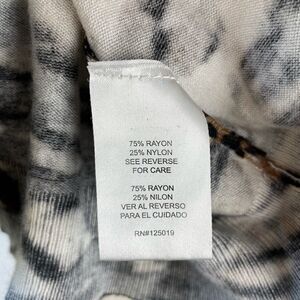 75% RAYON
25% NYLON
SEE REVERSE
FOR CARE
75% RAYON
25% NILON
VER AL REVERSO
PARA EL CUIDADO
RN#125019